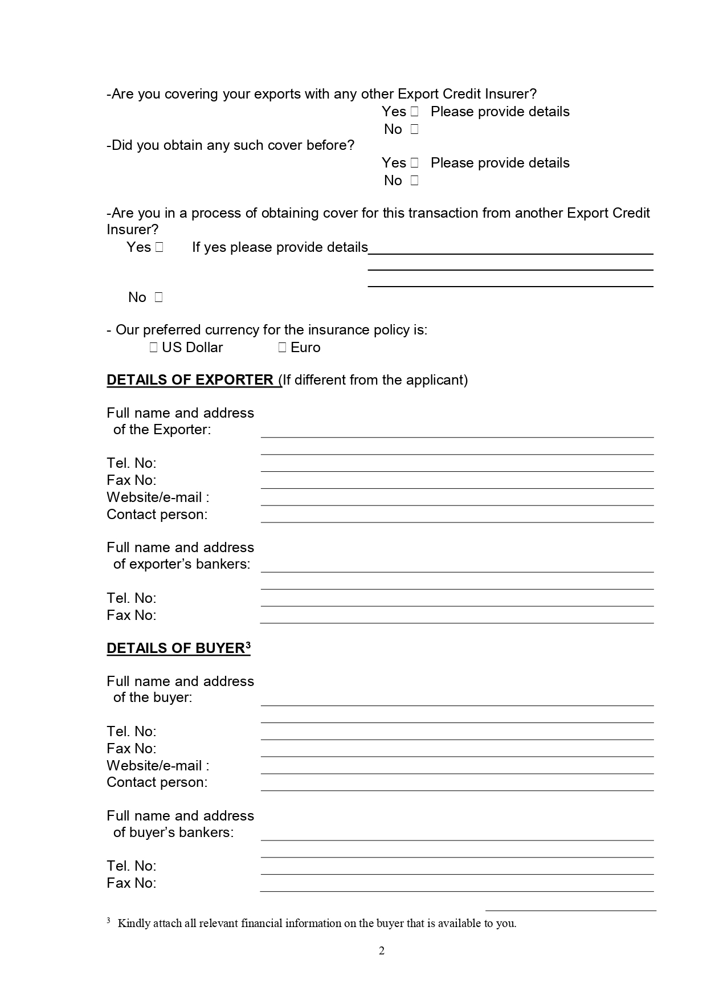 -Are you covering your exports with any other Export Credit Insurer?
Yes □ Please provide details
No □
-Did you obtain any such cover before?
Yes □ Please provide details
No □
-Are you in a process of obtaining cover for this transaction from another Export Credit
Insurer?
Yes □ If yes please provide details
No □
- Our preferred currency for the insurance policy is:
□ US Dollar □ Euro
DETAILS OF EXPORTER (If different from the applicant)
Full name and address
of the Exporter:
Tel. No:
Fax No:
Website/e-mail :
Contact person:
Full name and address
of exporter’s bankers:
Tel. No:
Fax No:
DETAILS OF BUYER³
Full name and address
of the buyer:
Tel. No:
Fax No:
Website/e-mail :
Contact person:
Full name and address
of buyer’s bankers:
Tel. No:
Fax No:
³ Kindly attach all relevant financial information on the buyer that is available to you.
2